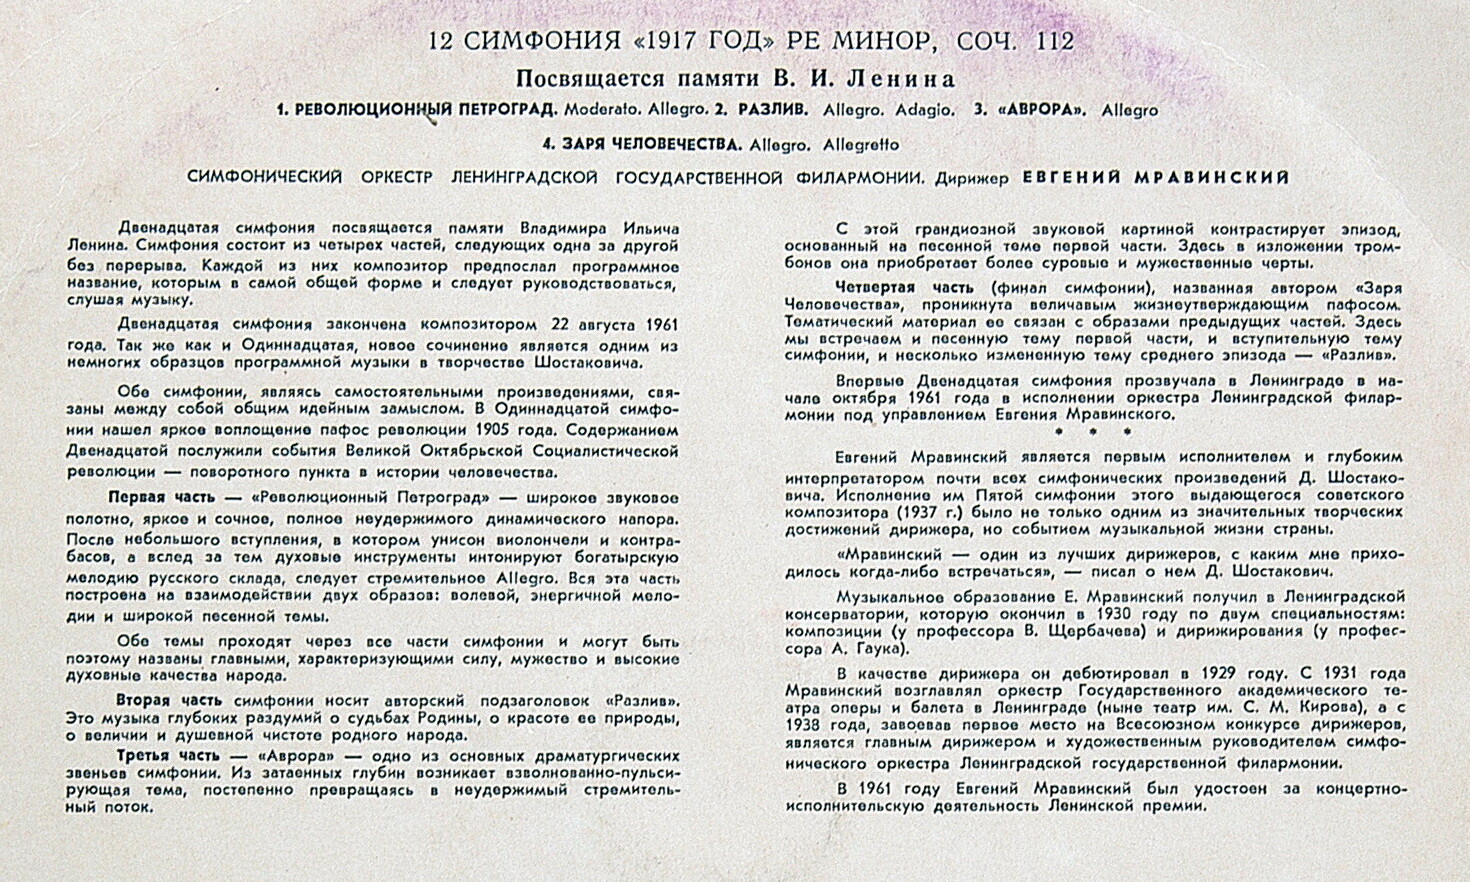 12 СИМФОНИЯ «1917 ГОД» РЕ МИНОР, СОЧ. 112
Посвящается памяти В. И. Ленина
1. РЕВОЛЮЦИОННЫЙ ПЕТРОГРАД. Moderato. Allegro. 2. РАЗЛИВ. Allegro. Adagio. 3. «АВРОРА». Allegro
4. ЗАРЯ ЧЕЛОВЕЧЕСТВА. Allegro. Allegretto
СИМФОНИЧЕСКИЙ ОРКЕСТР ЛЕНИНГРАДСКОЙ ГОСУДАРСТВЕННОЙ ФИЛАРМОНИИ. Дирижер ЕВГЕНИЙ МРАВИНСКИЙ
Двенадцатая симфония посвящается памяти Владимира Ильича
Ленина. Симфония состоит из четырех частей, следующих одна за другой
без перерыва. Каждой из них композитор предпослал программное
название, которым в самой общей форме и следует руководствоваться,
слушая музыку.
Двенадцатая симфония закончена композитором 22 августа 1961
года. Так же как и Одиннадцатая, новое сочинение является одним из
немногих образцов программной музыки в творчестве Шостаковича.
Обе симфонии, являясь самостоятельными произведениями, свя-
заны между собой общим идейным замыслом. В Одиннадцатой симфо-
нии нашел яркое воплощение пафос революции 1905 года. Содержанием
Двенадцатой послужили события Великой Октябрьской Социалистической
революции — поворотного пункта в истории человечества.
Первая часть — «Революционный Петроград» — широкое звуковое
полотно, яркое и сочное, полное неудержимого динамического напора.
После небольшого вступления, в котором унисон виолончели и контра-
басов, а вслед за тем духовые инструменты интонируют богатырскую
мелодию русского склада, следует стремительное Allegro. Вся эта часть
построена на взаимодействии двух образов: волевой, энергичной мело-
дии и широкой песенной темы.
Обе темы проходят через все части симфонии и могут быть
поэтому названы главными, характеризующими силу, мужество и высокие
духовные качества народа.
Вторая часть симфонии носит авторский подзаголовок «Разлив».
Это музыка глубоких раздумий о судьбах Родины, о красоте ее природы,
о величии и душевной чистоте родного народа.
Третья часть — «Аврора» — одно из основных драматургических
звеньев симфонии. Из затаенных глубин возникает взволнованно-пульси-
рующая тема, постепенно превращаясь в неудержимый стремитель-
ный поток.
С этой грандиозной звуковой картиной контрастирует эпизод,
основанный на песенной теме первой части. Здесь в изложении тром-
бонов она приобретает более суровые и мужественные черты.
Четвертая часть (финал симфонии), названная автором «Заря
Человечества», проникнута величавым жизнеутверждающим пафосом.
Тематический материал ее связан с образами предыдущих частей. Здесь
мы встречаем и песенную тему первой части, и вступительную тему
симфонии, и несколько измененную тему среднего эпизода — «Разлив».
Впервые Двенадцатая симфония прозвучала в Ленинграде в на-
чале октября 1961 года в исполнении оркестра Ленинградской филар-
монии под управлением Евгения Мравинского.
* * *
Евгений Мравинский является первым исполнителем и глубоким
интерпретатором почти всех симфонических произведений Д. Шостако-
вича. Исполнение им Пятой симфонии этого выдающегося советского
композитора (1937 г.) было не только одним из значительных творческих
достижений дирижера, но событием музыкальной жизни страны.
«Мравинский — один из лучших дирижеров, с каким мне прихо-
дилось когда-либо встречаться», — писал о нем Д. Шостакович.
Музыкальное образование Е. Мравинский получил в Ленинградской
консерватории, которую окончил в 1930 году по двум специальностям:
композиции (у профессора В. Щербачева) и дирижирования (у профес-
сора А. Гаука).
В качестве дирижера он дебютировал в 1929 году. С 1931 года
Мравинский возглавлял оркестр Государственного академического те-
атра оперы и балета в Ленинграде (ныне театр им. С. М. Кирова), а с
1938 года, завоевав первое место на Всесоюзном конкурсе дирижеров,
является главным дирижером и художественным руководителем симфо-
нического оркестра Ленинградской государственной филармонии.
В 1961 году Евгений Мравинский был удостоен за концертно-
исполнительскую деятельность Ленинской премии.